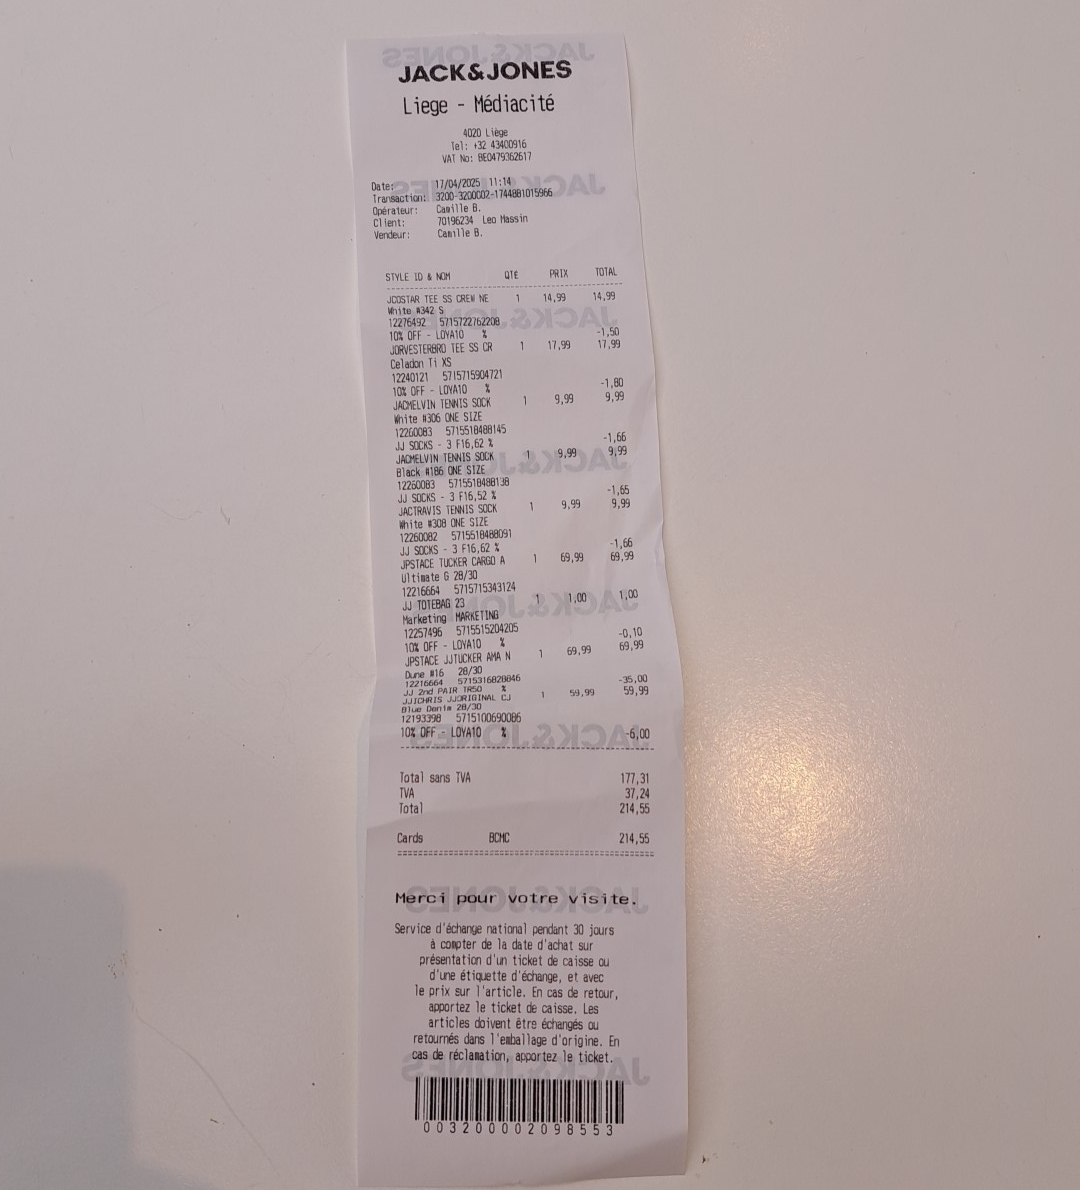 JACK&JONES
Liege - Médiacité
4020 Liège
Tel: +32 43400916
VAT No: BE0479362617
Date: 17/04/2025 11:14
Transaction: 3200-3200002-1744881015966
Opérateur: Camille B.
Client: 70196234 Leo Massin
Vendeur: Camille B.
STYLE ID & NOM QTE PRIX TOTAL
JCOSTAR TEE SS CREW NE 1 14,99 14,99
White #342 S
12276492 5715722762208
10% OFF - LOYA10 % -1,50
JORVESTERBRO TEE SS CR 1 17,99 17,99
Celadon Ti XS
12240121 5715715904721
10% OFF - LOYA10 % -1,80
JACMELVIN TENNIS SOCK 1 9,99 9,99
White #306 ONE SIZE
12260083 5715518488145
JJ SOCKS - 3 F16,62 % -1,66
JACMELVIN TENNIS SOCK 1 9,99 9,99
Black #186 ONE SIZE
12260083 5715518488138
JJ SOCKS - 3 F16,52 % -1,65
JACTRAVIS TENNIS SOCK 1 9,99 9,99
White #308 ONE SIZE
12260082 5715518488091
JJ SOCKS - 3 F16,62 % -1,66
JPSTACE TUCKER CARGO A 1 69,99 69,99
Ultimate G 28/30
12216664 5715715343124
JJ TOTEBAG 23 1 1,00 1,00
Marketing MARKETING
12257496 5715515204205
10% OFF - LOYA10 % -0,10
JPSTACE JJTUCKER AMA N 1 69,99 69,99
Dune #16 28/30
12216664 5715316828846
JJ 2nd PAIR TR50 % -35,00
JJICHRIS JJORIGINAL CJ 1 59,99 59,99
Blue Denim 28/30
12193398 5715100690086
10% OFF - LOYA10 % -6,00
Total sans TVA 177,31
TVA 37,24
Total 214,55
Cards BCMC 214,55
Merci pour votre visite.
Service d'échange national pendant 30 jours
à compter de la date d'achat sur
présentation d'un ticket de caisse ou
d'une étiquette d'échange, et avec
le prix sur l'article. En cas de retour,
apportez le ticket de caisse. Les
articles doivent être échangés ou
retournés dans l'emballage d'origine. En
cas de réclamation, apportez le ticket.
0032000002098553